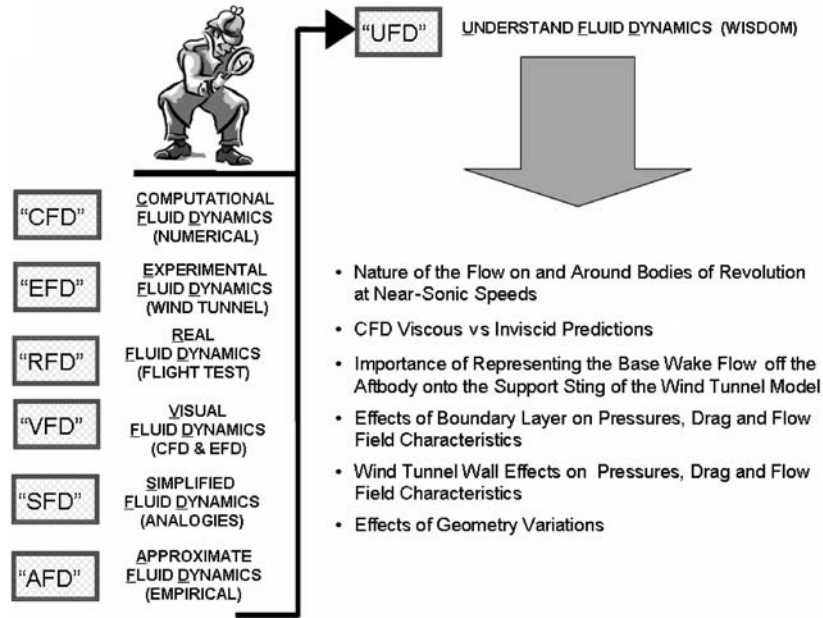 "UFD"
UNDERSTAND FLUID DYNAMICS (WISDOM)
"CFD"
COMPUTATIONAL
FLUID DYNAMICS
(NUMERICAL)
"EFD"
EXPERIMENTAL
FLUID DYNAMICS
(WIND TUNNEL)
"RFD"
REAL
FLUID DYNAMICS
(FLIGHT TEST)
"VFD"
VISUAL
FLUID DYNAMICS
(CFD & EFD)
"SFD"
SIMPLIFIED
FLUID DYNAMICS
(ANALOGIES)
"AFD"
APPROXIMATE
FLUID DYNAMICS
(EMPIRICAL)
• Nature of the Flow on and Around Bodies of Revolution
at Near-Sonic Speeds
• CFD Viscous vs Inviscid Predictions
• Importance of Representing the Base Wake Flow off the
Aftbody onto the Support Sting of the Wind Tunnel Model
• Effects of Boundary Layer on Pressures, Drag and Flow
Field Characteristics
• Wind Tunnel Wall Effects on Pressures, Drag and Flow
Field Characteristics
• Effects of Geometry Variations